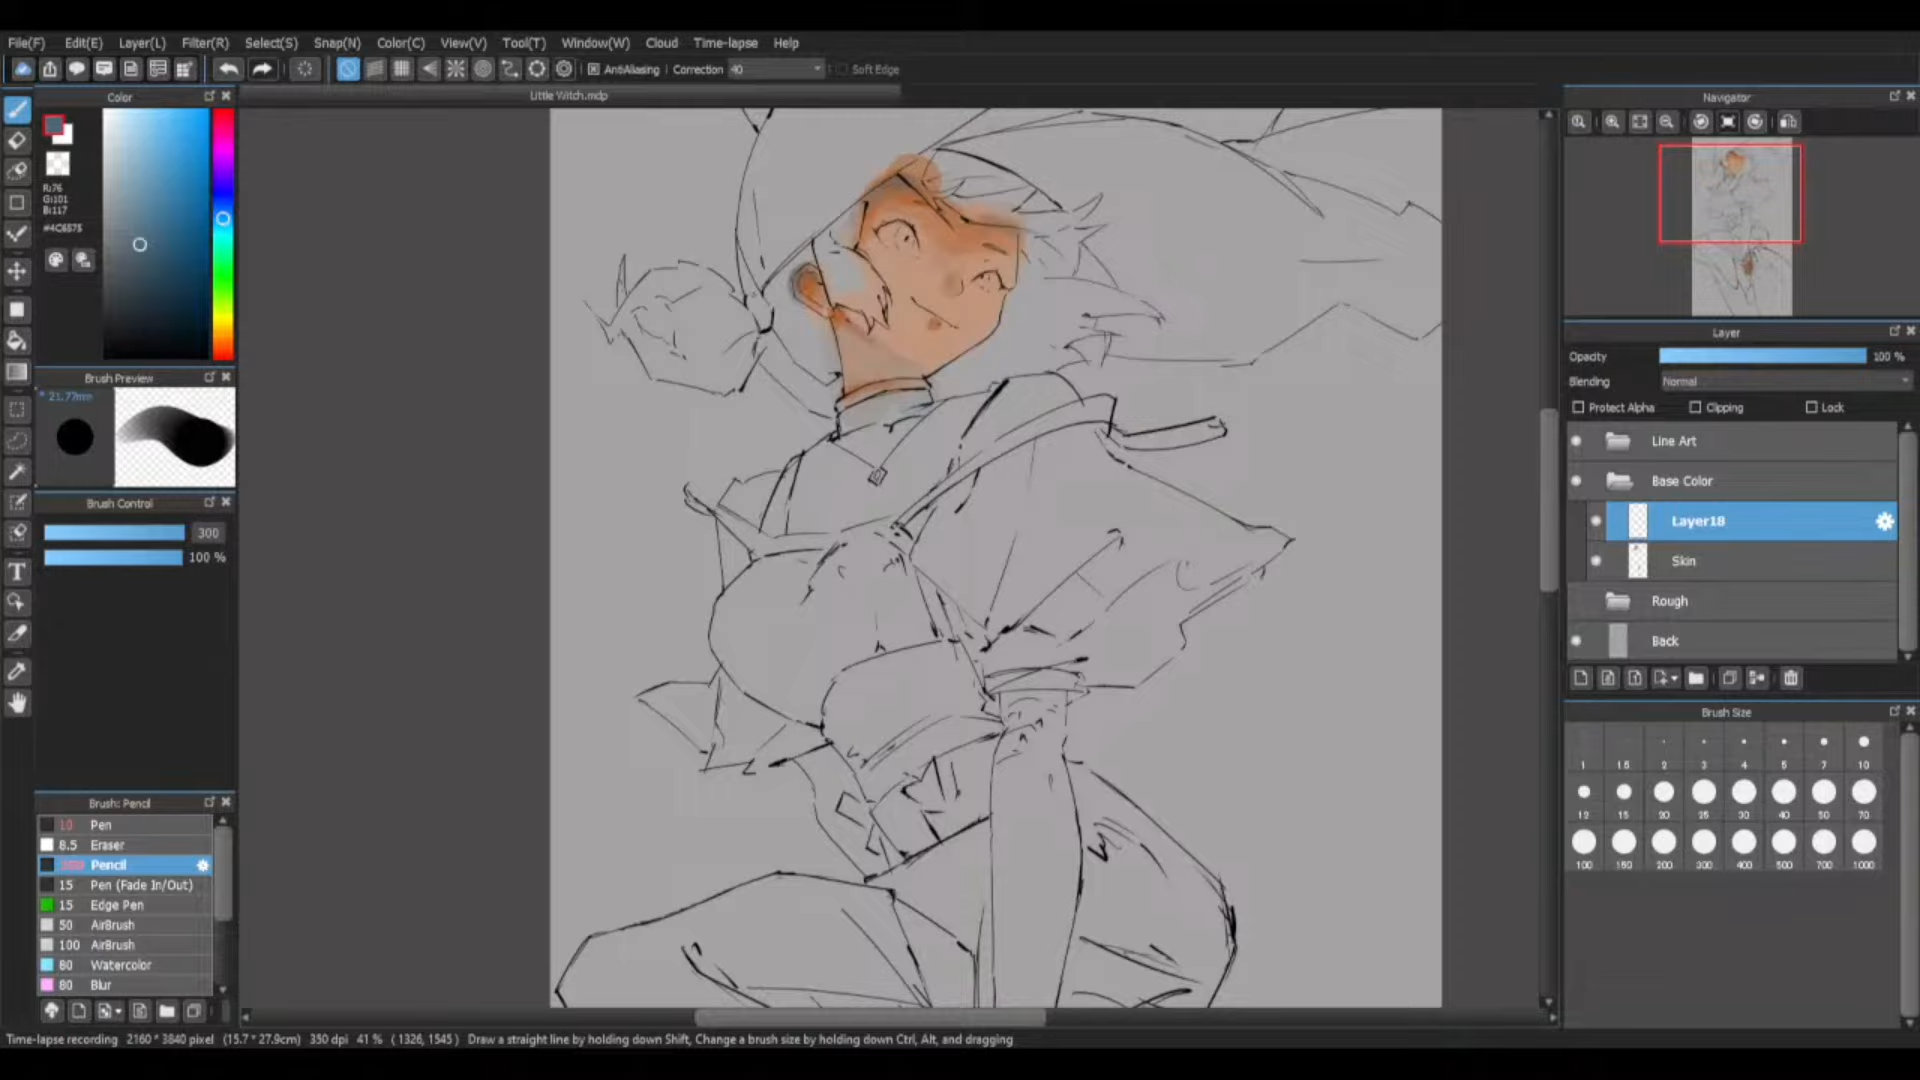 File(F) Edit(E) Layer(L) Filter(R) Select(S) Snap(N) Color(C) View(V) Tool(T) Window(W) Cloud Time-lapse Help
AntiAliasing Correction 40 Soft Edge
Color
Little Witch.mdp
Navigator
R:76
G:101
B:117
#4C6575
Layer
Opacity 100 %
Brush Preview
* 21.77mm
Blending Normal
Protect Alpha Clipping Lock
Line Art
Base Color
Brush Control
Layer18
300
100 %
Skin
T
Rough
Back
Brush Size
1 1.5 2 3 4 5 7 10
12 15 20 25 30 40 50 70
100 150 200 300 400 500 700 1000
Brush: Pencil
10 Pen
8.5 Eraser
Pencil
15 Pen (Fade In/Out)
15 Edge Pen
50 AirBrush
100 AirBrush
80 Watercolor
80 Blur
Time-lapse recording 2160 * 3840 pixel (15.7 * 27.9cm) 350 dpi 41 % ( 1326, 1545 ) Draw a straight line by holding down Shift, Change a brush size by holding down Ctrl, Alt, and dragging